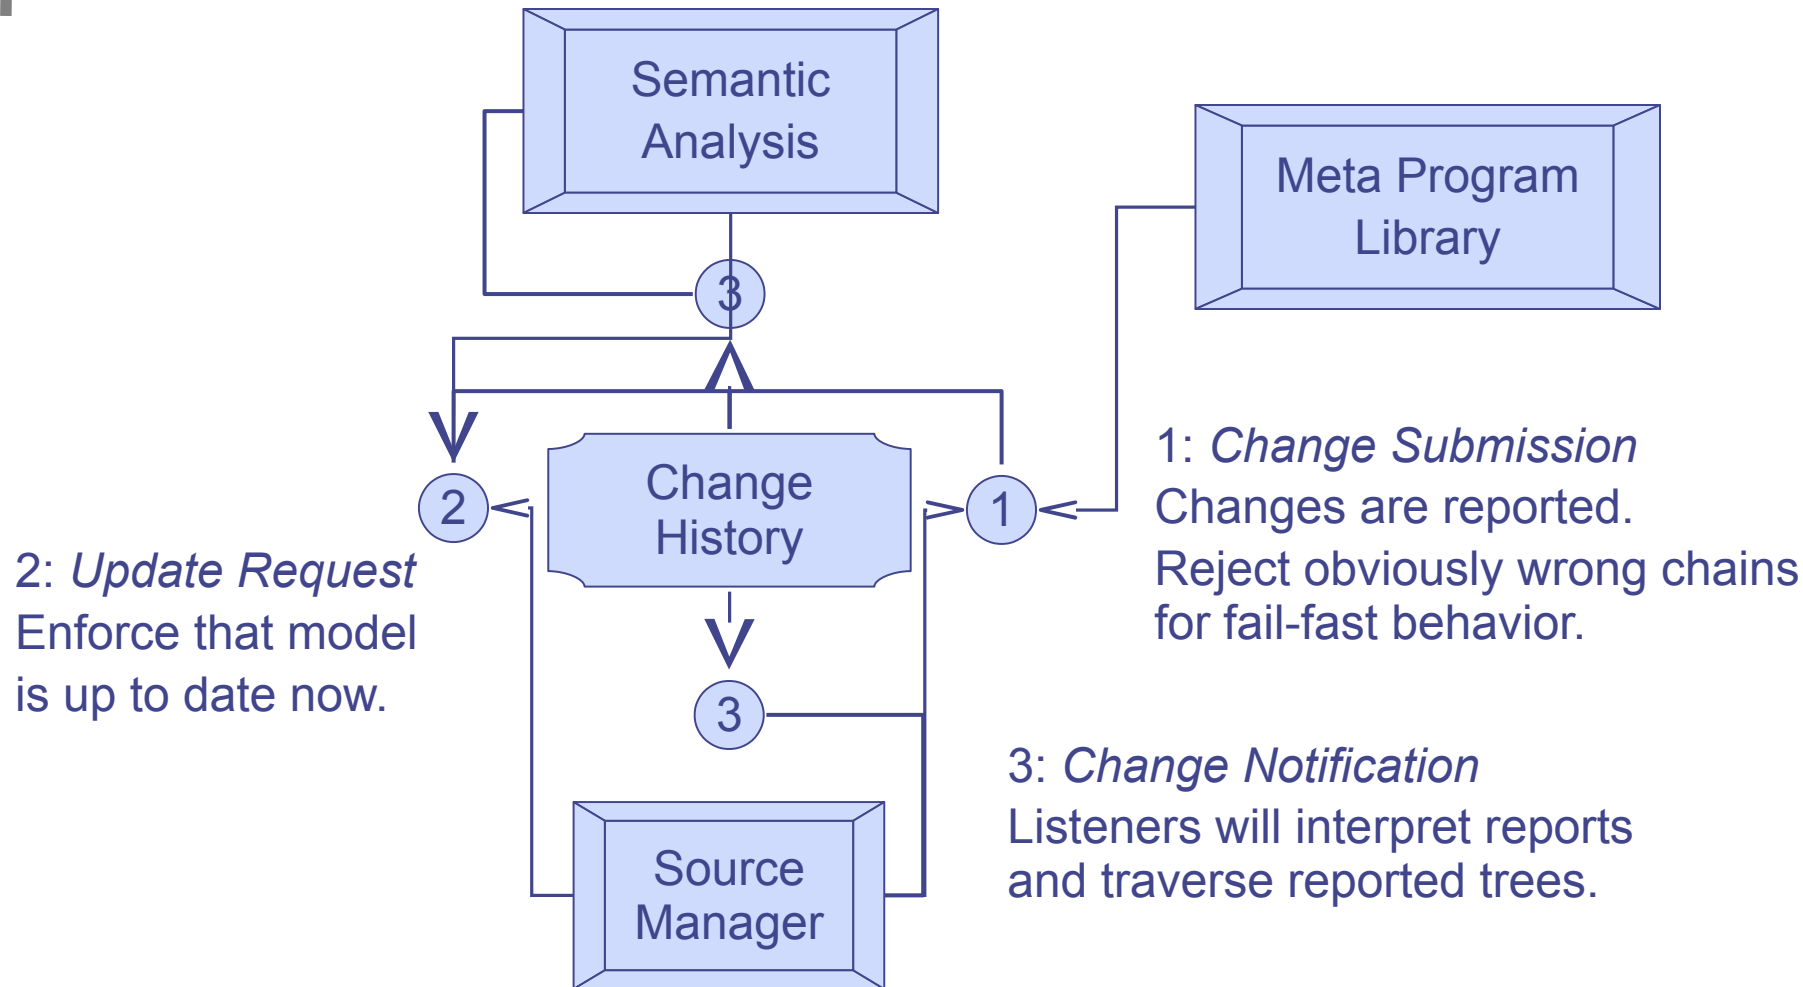 Semantic
Analysis
Meta Program
Library
3
2
Change
History
1
1: Change Submission
Changes are reported.
Reject obviously wrong chains
for fail-fast behavior.
2: Update Request
Enforce that model
is up to date now.
3
3: Change Notification
Listeners will interpret reports
and traverse reported trees.
Source
Manager